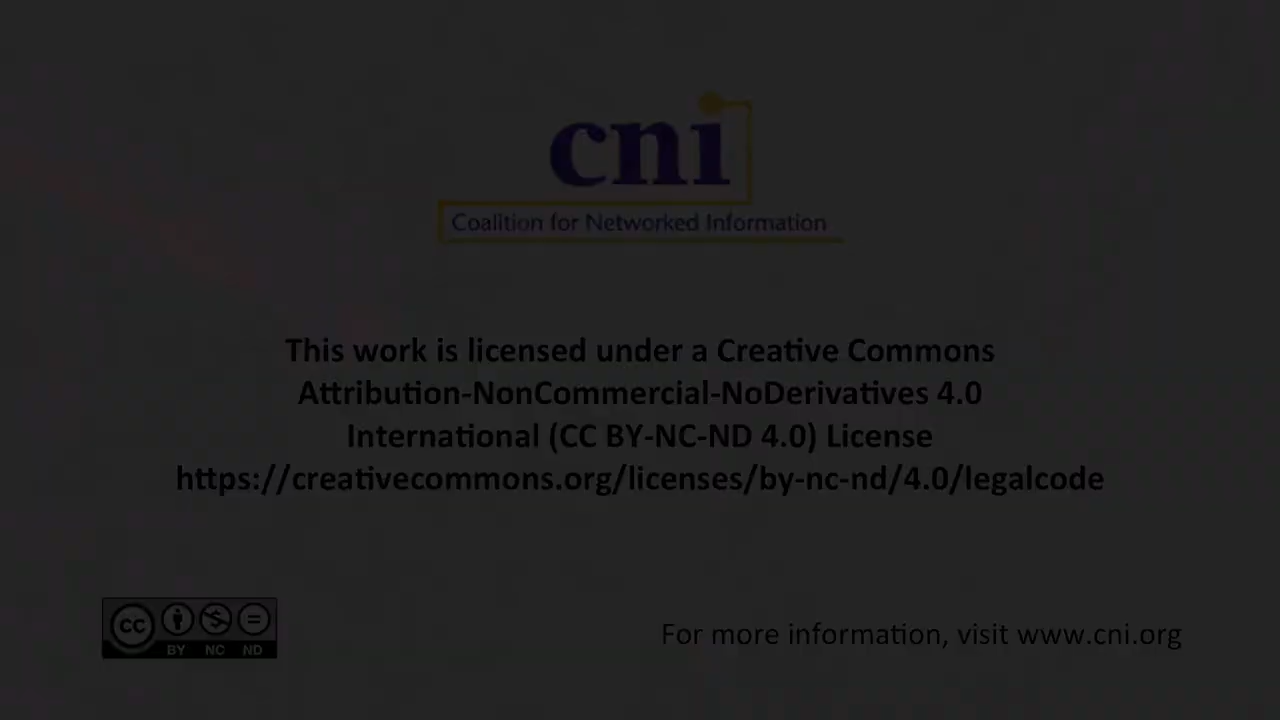 cni
Coalition for Networked Information
This work is licensed under a Creative Commons
Attribution-NonCommercial-NoDerivatives 4.0
International (CC BY-NC-ND 4.0) License
https://creativecommons.org/licenses/by-nc-nd/4.0/legalcode
cc
BY NC ND
For more information, visit www.cni.org